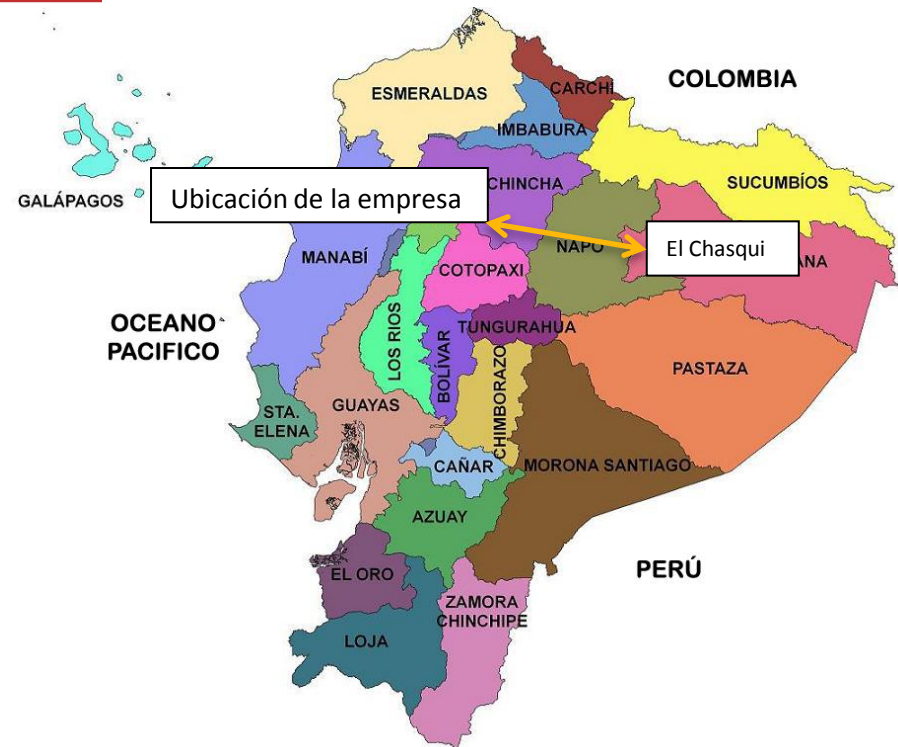 COLOMBIA
ESMERALDAS
CARCHI
IMBABURA
CHINCHA
SUCUMBÍOS
GALÁPAGOS
Ubicación de la empresa
MANABÍ
NAPO
El Chasqui
ANA
COTOPAXI
OCEANO
PACIFICO
LOS RIOS
BOLÍVAR
TUNGURAHUA
CHIMBORAZO
PASTAZA
STA.
ELENA
GUAYAS
CAÑAR
MORONA SANTIAGO
AZUAY
PERÚ
EL ORO
ZAMORA
CHINCHIPE
LOJA